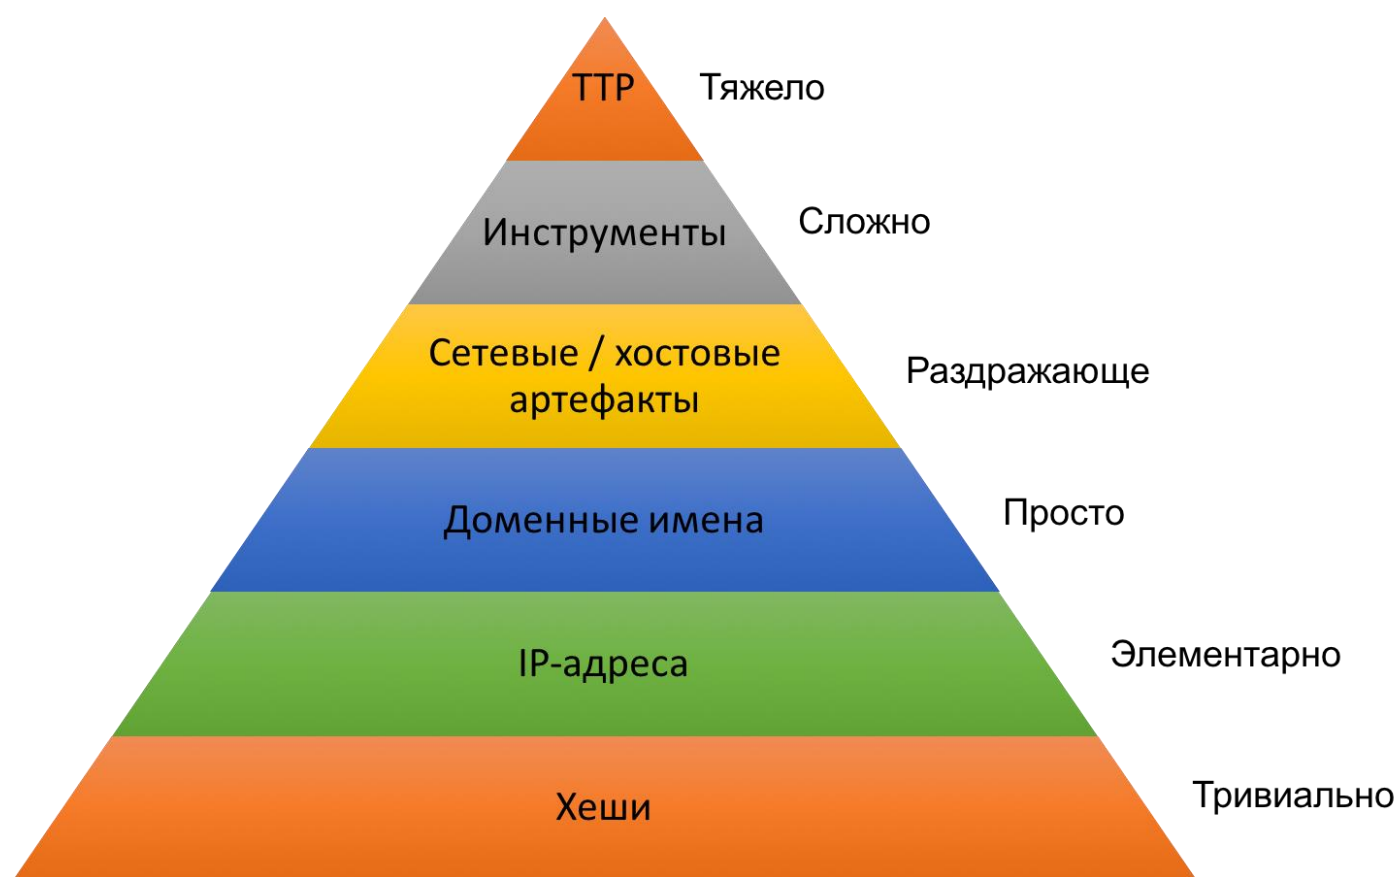 TTP
Тяжело
Инструменты
Сложно
Сетевые / хостовые
артефакты
Раздражающе
Доменные имена
Просто
IP-адреса
Элементарно
Хеши
Тривиально